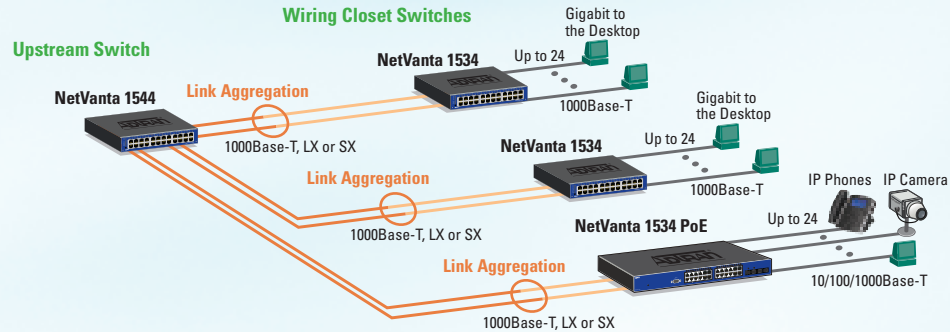 Wiring Closet Switches
Upstream Switch
Gigabit to
the Desktop
NetVanta 1534
Up to 24
NetVanta 1544
Link Aggregation
1000Base-T
1000Base-T, LX or SX
Gigabit to
the Desktop
NetVanta 1534
Up to 24
Link Aggregation
1000Base-T
1000Base-T, LX or SX
IP Phones
IP Camera
NetVanta 1534 PoE
Up to 24
Link Aggregation
10/100/1000Base-T
1000Base-T, LX or SX
ADTRAN